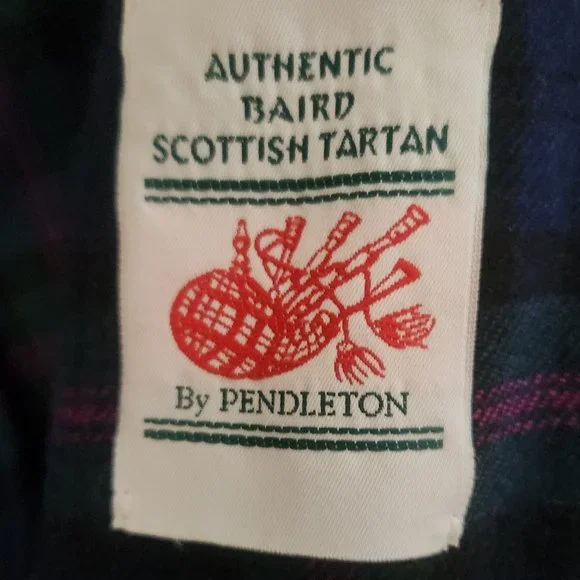 AUTHENTIC
BAIRD
SCOTTISH TARTAN
By PENDLETON